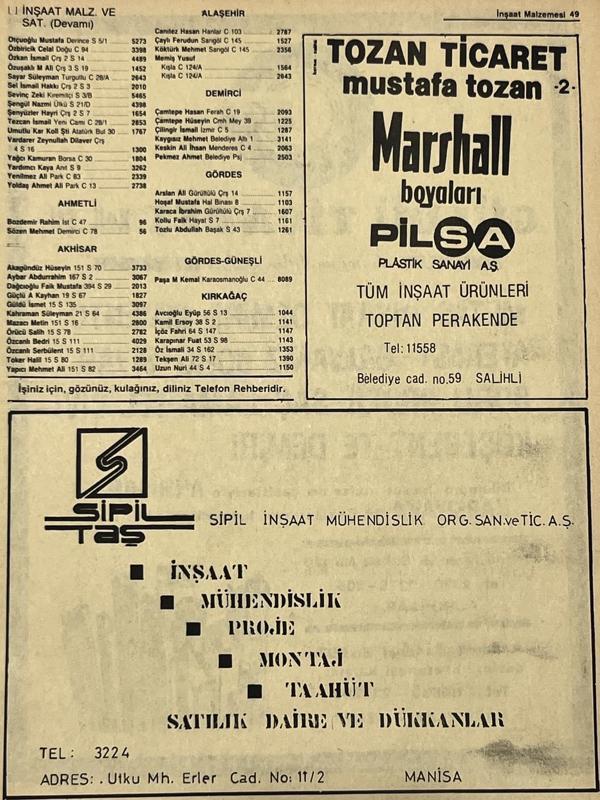 İNŞAAT MALZ. VE
SAT. (Devamı)
Otçuoğlu Mustafa Derince S 5/1 5273
Özbiricik Celal Doğu C 94 3398
Özkan İsmail Çrş 2 S 14 4489
Özuşaklı M Ali Çrş 3 S 19 1452
Sayar Süleyman Turgutlu C 28/A 2643
Sel İsmail Hakkı Çrş 2 S 3 2010
Sevinç Zeki Kıremitçi S 3/B 5465
Şengül Nazmi Ülkü S 21/D 4398
Şenyüzler Hayri Çrş 2 S 7 1654
Tezcan İsmail Yeni Cami C 28/1 2853
Umutlu Kar Koll Şti Atatürk Bul 30 1767
Vardarer Zeynullah Dilaver Çrş
4 S 16 1300
Yağcı Kamuran Borsa C 30 1804
Yardımcı Kaya Anıt S 9 3262
Yenilmez Ali Park C 83 2339
Yoldaş Ahmet Ali Park C 13 2738
AHMETLİ
Bozdemir Rahim İst C 47 96
Sözen Mehmet Demirci C 78 56
AKHİSAR
Akagündüz Hüseyin 151 S 70 3733
Aybar Abdurrahim 167 S 2 3067
Dağcıoğlu Faik Mustafa 394 S 29 2013
Güçlü A Kayhan 19 S 67 1827
Güldü İsmet 15 S 135 3097
Kahraman Süleyman 21 S 64 4386
Mazacı Metin 151 S 16 2800
Örücü Salih 15 S 78 2782
Özcanlı Bedri 15 S 111 4029
Özcanlı Serbülent 15 S 111 2128
Toker Halil 15 S 80 1289
Yapıcı Mehmet Ali 151 S 82 3464
ALAŞEHİR
Canıtez Hasan Hanlar C 103 2787
Çaylı Ferudun Sarıgöl C 145 1527
Köktürk Mehmet Sarıgöl C 145 2356
Memiş Yusuf
Kışla C 124/A 1564
Kışla C 124/A 2643
DEMİRCİ
Çamtepe Hasan Ferah C 19 2093
Çamtepe Hüseyin Cmh Mey 39 1225
Çilingir İsmail İzmir C 5 1287
Kaygısız Mehmet Belediye Altı 1 3141
Keskin Ali İhsan Menderes C 4 2063
Pekmez Ahmet Belediye Psj 2503
GÖRDES
Arslan Ali Gürültülü Çrş 14 1157
Hoşaf Mustafa Hal Binası 8 1103
Karaca İbrahim Gürültülü Çrş 7 1607
Kollu Faik Hayat S 7 1161
Tozlu Abdullah Başak S 43 1261
GÖRDES-GÜNEŞLİ
Paşa M Kemal Karaosmanoğlu C 44 8089
KIRKAĞAÇ
Avcıoğlu Eyüp 56 S 13 1044
Kamil Ersoy 38 S 2 1141
İçöz Fahri 64 S 147 1147
Karapınar Fuat 53 S 98 1143
Öz İsmail 34 S 162 1353
Tekşen Ali 72 S 17 1390
Uzun Nuri 44 S 4 1150
İşiniz için, gözünüz, kulağınız, diliniz Telefon Rehberidir.
İnşaat Malzemesi 49
TOZAN TİCARET
mustafa tozan -2-
Marshall
boyaları
PİLSA
PLASTİK SANAYİ A.Ş.
TÜM İNŞAAT ÜRÜNLERİ
TOPTAN PERAKENDE
Tel: 11558
Belediye cad. no.59 SALİHLİ
SİPİL
TAŞ
SİPİL İNŞAAT MÜHENDİSLİK ORG. SAN. ve TİC. A.Ş.
■ İNŞAAT
■ MÜHENDİSLİK
■ PROJE
■ MONTAJ
■ TAAHÜT
SATILIK DAİRE VE DÜKKANLAR
TEL: 3224
ADRES: . Utku Mh. Erler Cad. No: 11/2 MANİSA